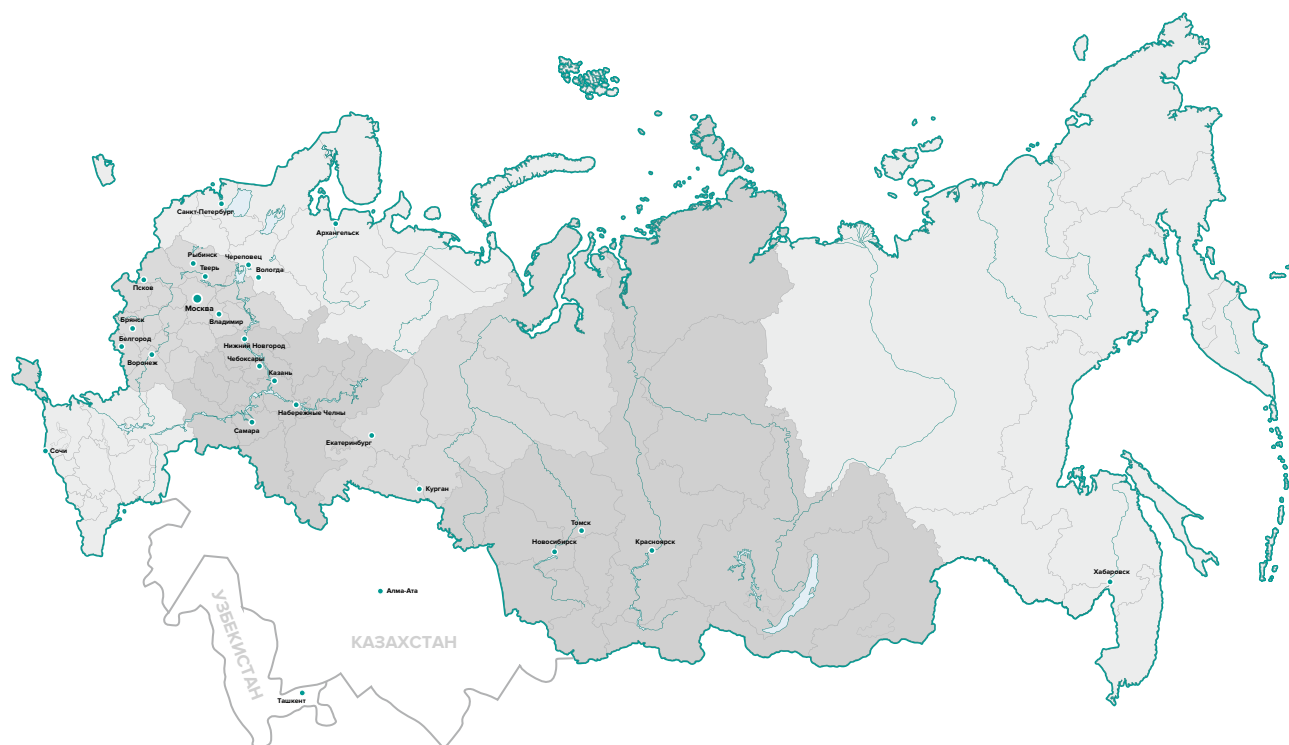 Санкт-Петербург
Архангельск
Рыбинск
Череповец
Тверь
Вологда
Псков
Москва
Брянск
Владимир
Белгород
Нижний Новгород
Воронеж
Чебоксары
Казань
Набережные Челны
Самара
Екатеринбург
Сочи
Курган
Томск
Новосибирск
Красноярск
Хабаровск
Алма-Ата
УЗБЕКИСТАН
КАЗАХСТАН
Ташкент